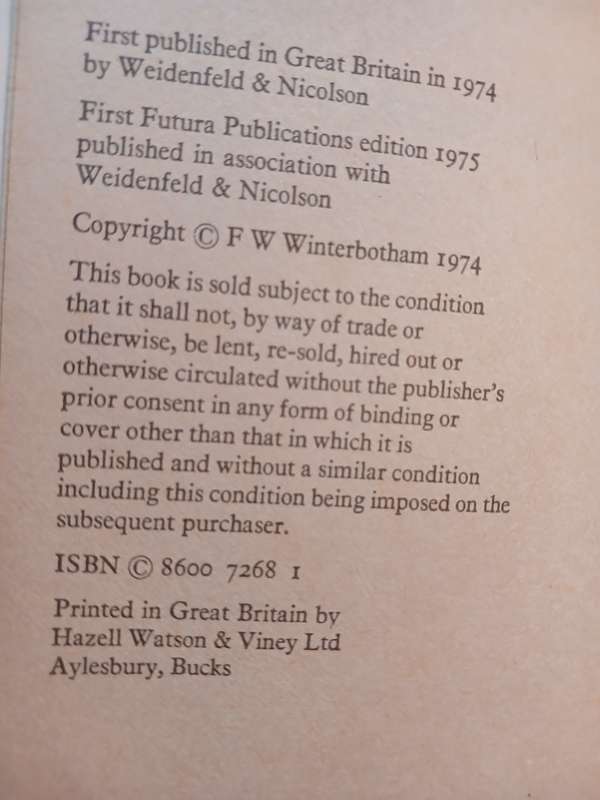 First published in Great Britain in 1974
by Weidenfeld & Nicolson
First Futura Publications edition 1975
published in association with
Weidenfeld & Nicolson
Copyright © F W Winterbotham 1974
This book is sold subject to the condition
that it shall not, by way of trade or
otherwise, be lent, re-sold, hired out or
otherwise circulated without the publisher's
prior consent in any form of binding or
cover other than that in which it is
published and without a similar condition
including this condition being imposed on the
subsequent purchaser.
ISBN © 8600 7268 1
Printed in Great Britain by
Hazell Watson & Viney Ltd
Aylesbury, Bucks